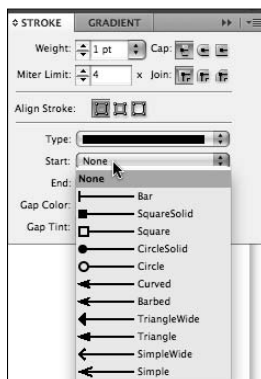 STROKE GRADIENT
Weight: 1 pt Cap:
Miter Limit: 4 x Join:
Align Stroke:
Type:
Start: None
End: None
Gap Color: Bar
Gap Tint: SquareSolid
Square
CircleSolid
Circle
Curved
Barbed
TriangleWide
Triangle
SimpleWide
Simple